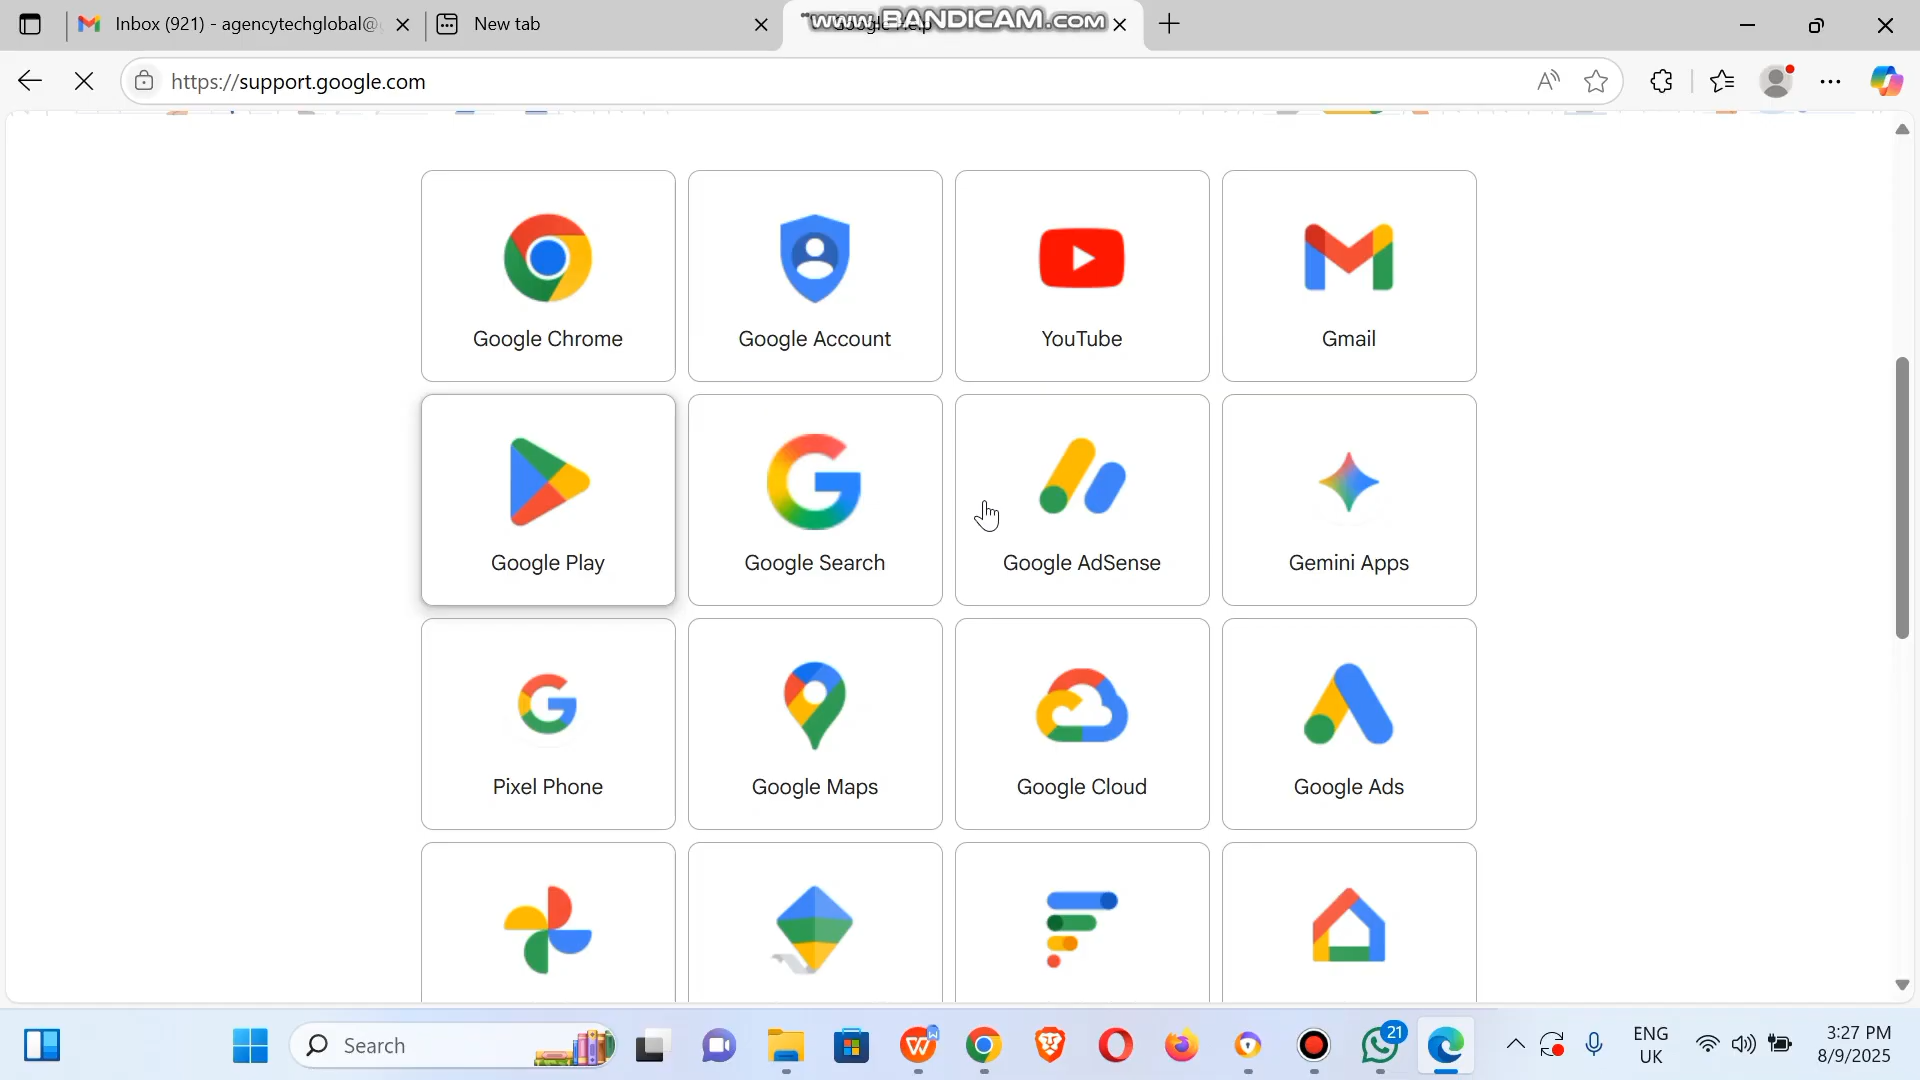 Inbox (921) - agencytechglobal@
New tab
www.BANDICAM.com
https://support.google.com
Google Chrome
Google Account
YouTube
Gmail
Google Play
Google Search
Google AdSense
Gemini Apps
Pixel Phone
Google Maps
Google Cloud
Google Ads
Search
21
ENG
UK
3:27 PM
8/9/2025